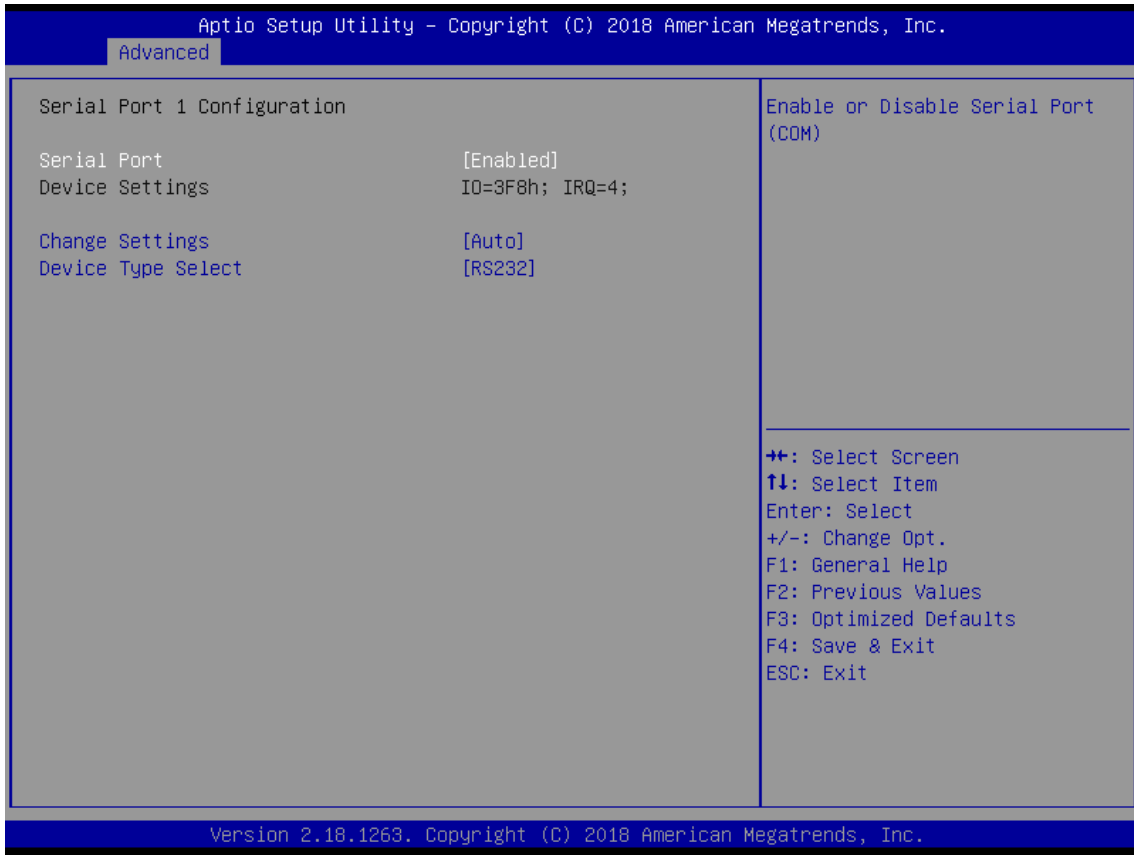 Aptio Setup Utility – Copyright (C) 2018 American Megatrends, Inc.
Advanced
Serial Port 1 Configuration
Serial Port [Enabled]
Device Settings IO=3F8h; IRQ=4;
Change Settings [Auto]
Device Type Select [RS232]
Enable or Disable Serial Port
(COM)
→←: Select Screen
↑↓: Select Item
Enter: Select
+/-: Change Opt.
F1: General Help
F2: Previous Values
F3: Optimized Defaults
F4: Save & Exit
ESC: Exit
Version 2.18.1263. Copyright (C) 2018 American Megatrends, Inc.